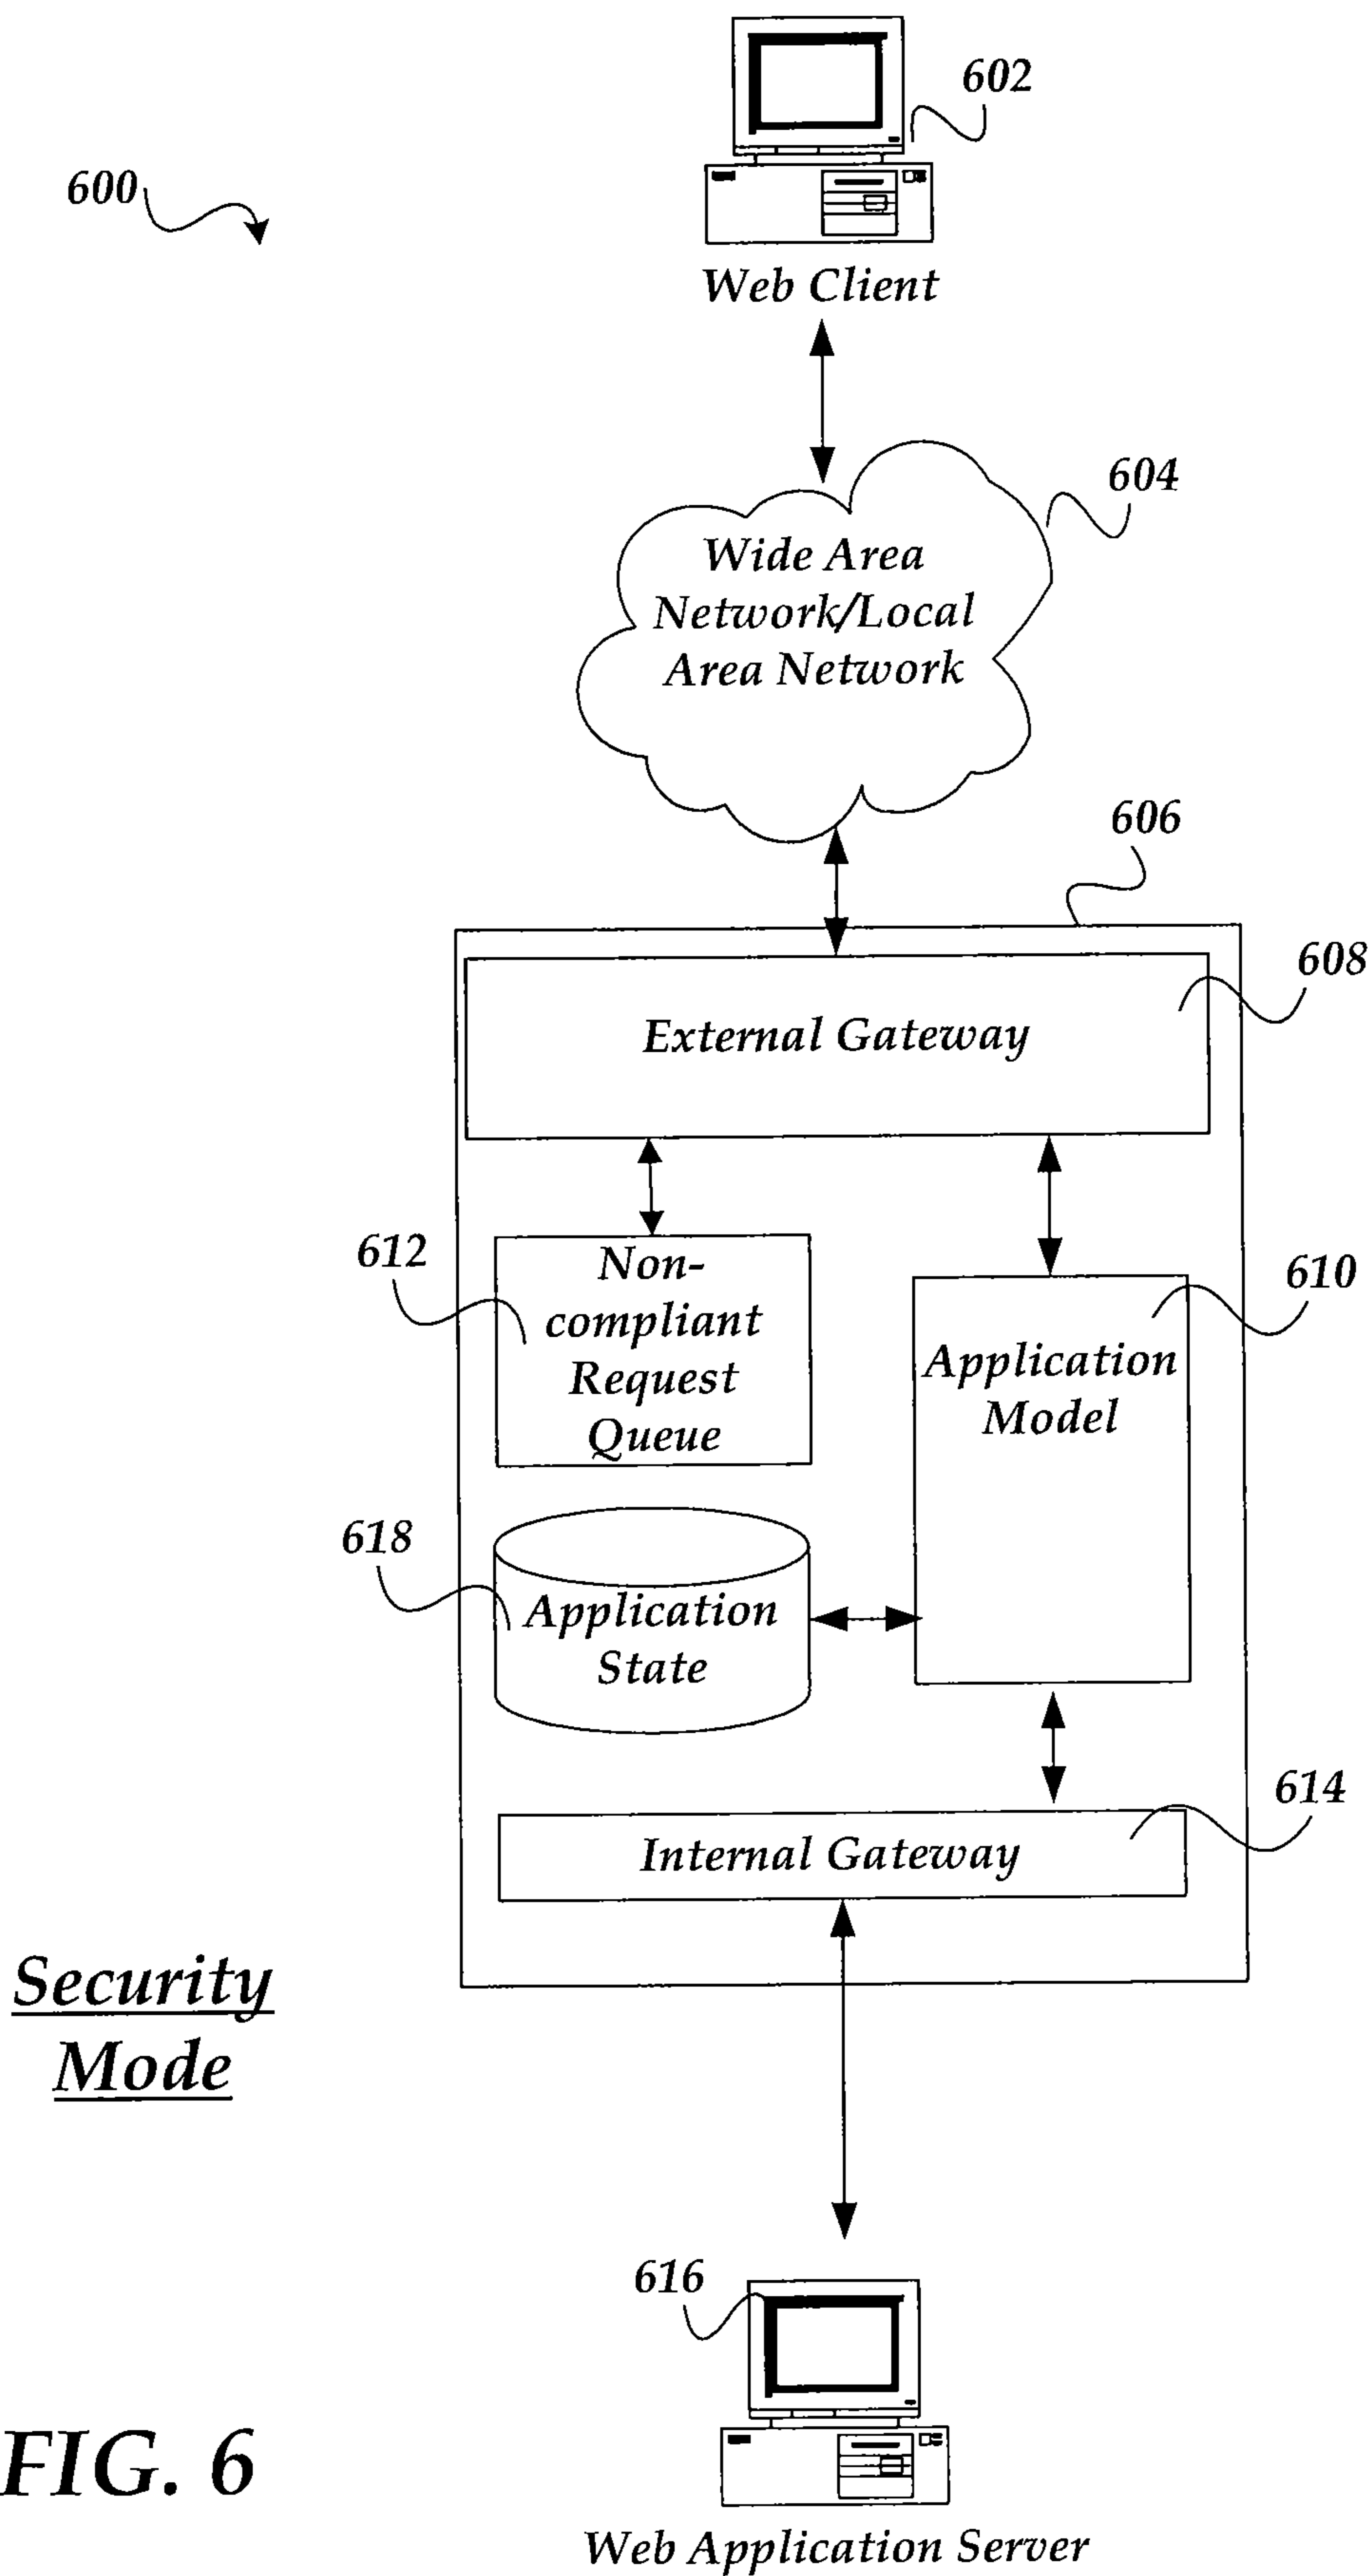 602
600
Web Client
604
Wide Area
Network/Local
Area Network
606
608
External Gateway
612
Non-
compliant
Request
Queue
610
Application
Model
618
Application
State
614
Internal Gateway
Security
Mode
616
FIG. 6
Web Application Server